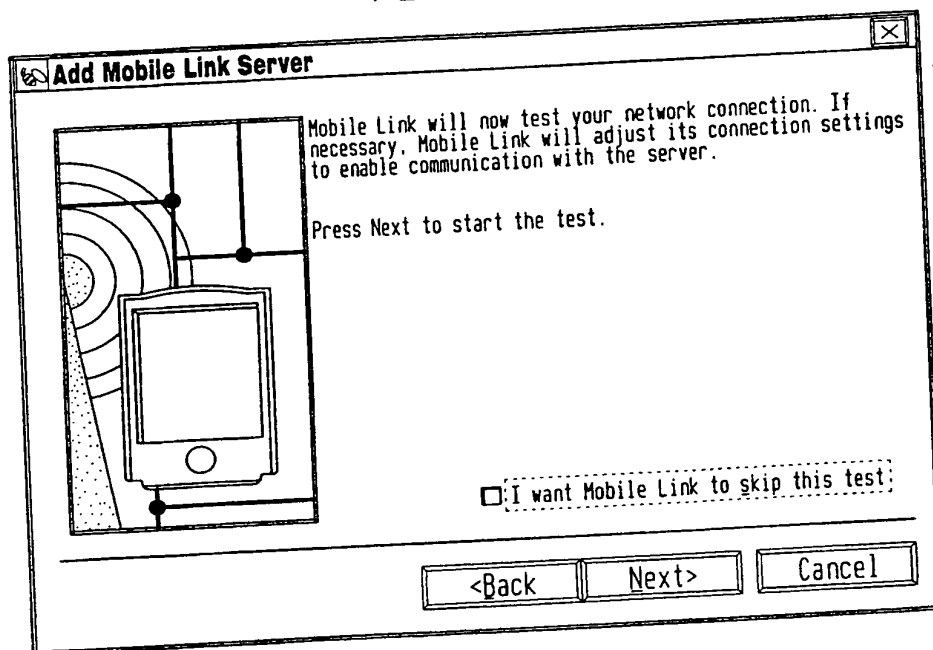 Add Mobile Link Server
Mobile Link will now test your network connection. If
necessary, Mobile Link will adjust its connection settings
to enable communication with the server.
Press Next to start the test.
I want Mobile Link to skip this test
<Back
Next>
Cancel